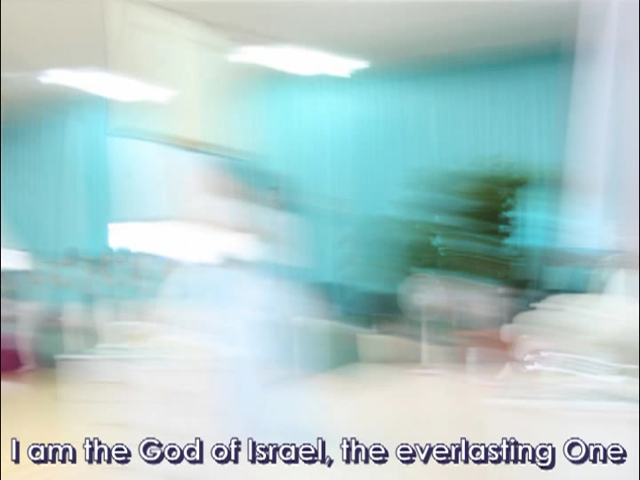 I am the God of Israel, the everlasting One